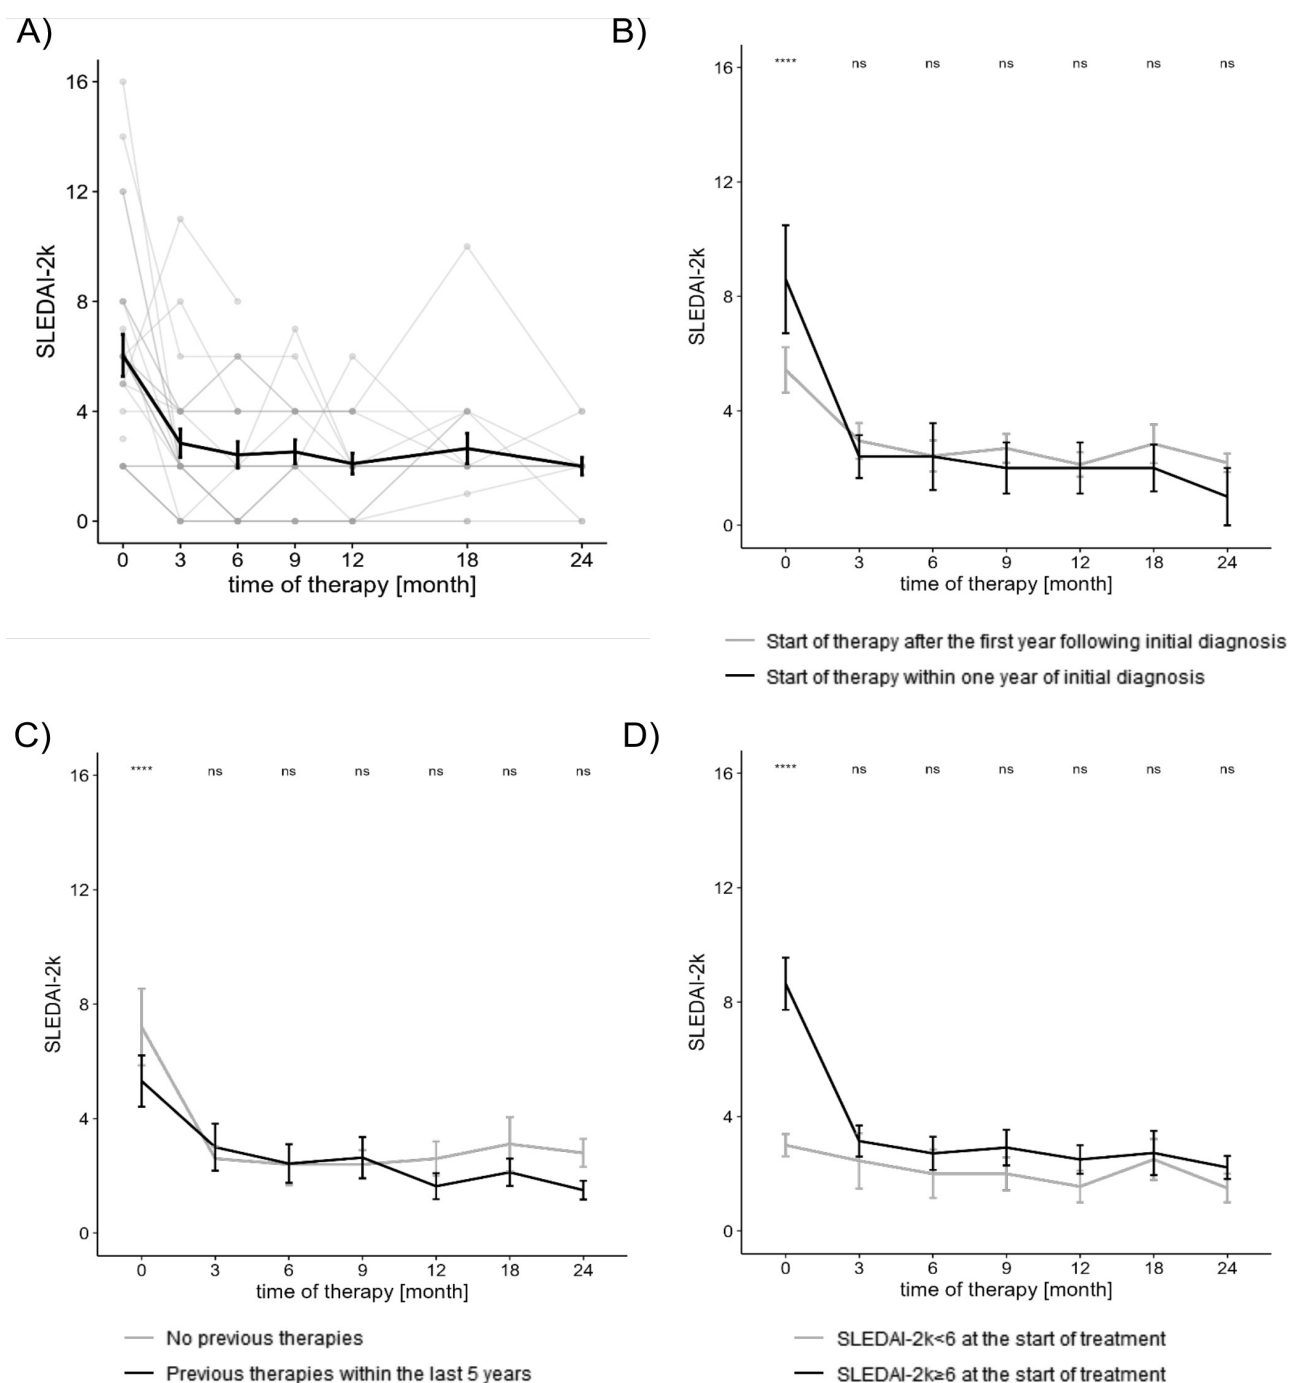 A)
16
12
8
4
0
SLEDAI-2k
0 3 6 9 12 18 24
time of therapy [month]
B)
**** ns ns ns ns ns ns
16
12
8
4
0
SLEDAI-2k
0 3 6 9 12 18 24
time of therapy [month]
Start of therapy after the first year following initial diagnosis
Start of therapy within one year of initial diagnosis
C)
**** ns ns ns ns ns ns
16
12
8
4
0
SLEDAI-2k
0 3 6 9 12 18 24
time of therapy [month]
No previous therapies
Previous therapies within the last 5 years
D)
**** ns ns ns ns ns ns
16
12
8
4
0
SLEDAI-2k
0 3 6 9 12 18 24
time of therapy [month]
SLEDAI-2k<6 at the start of treatment
SLEDAI-2k≥6 at the start of treatment